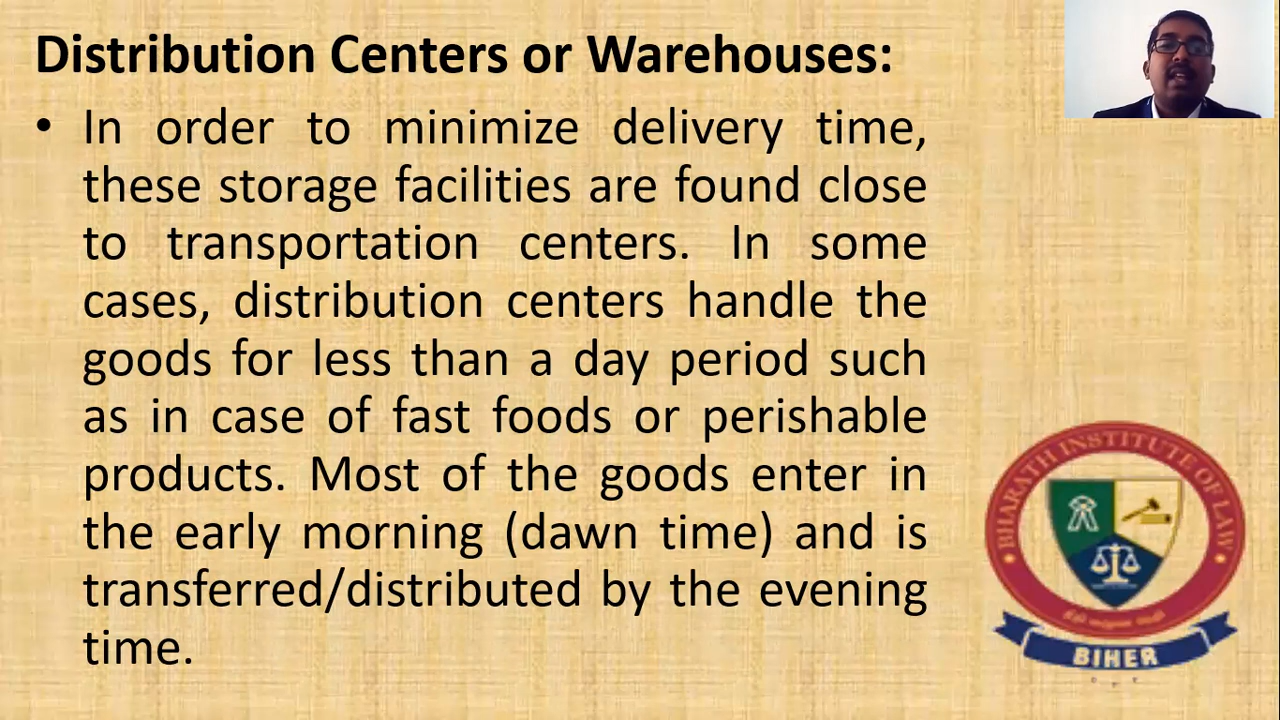 Distribution Centers or Warehouses:
• In order to minimize delivery time,
these storage facilities are found close
to transportation centers. In some
cases, distribution centers handle the
goods for less than a day period such
as in case of fast foods or perishable
products. Most of the goods enter in
the early morning (dawn time) and is
transferred/distributed by the evening
time.
BHARATH INSTITUTE OF LAW
BIHER